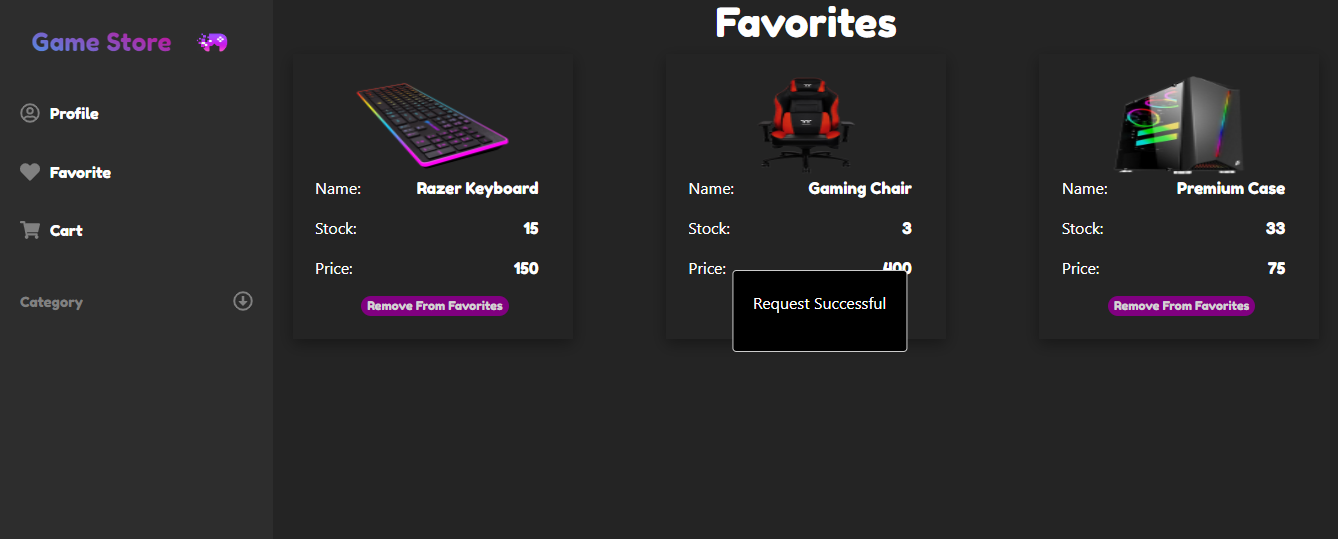 Game Store
Profile
Favorite
Cart
Category
Favorites
Name: Razer Keyboard
Stock: 15
Price: 150
Remove From Favorites
Name: Gaming Chair
Stock: 3
Price: 400
Request Successful
Name: Premium Case
Stock: 33
Price: 75
Remove From Favorites